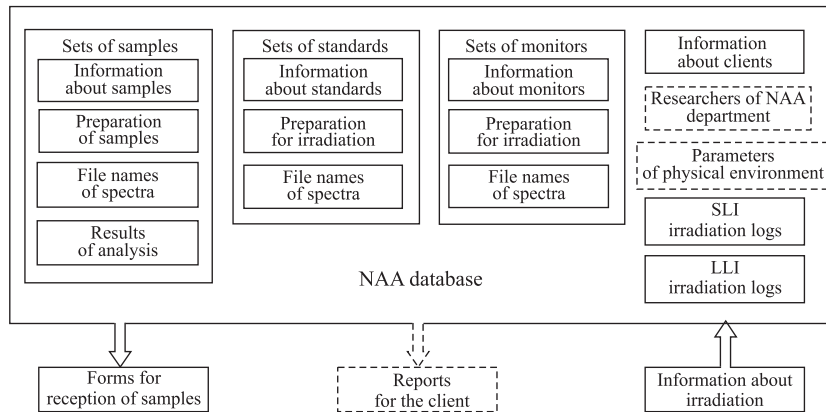 Sets of samples
Information
about samples
Preparation
of samples
File names
of spectra
Results
of analysis
Sets of standards
Information
about standards
Preparation
for irradiation
File names
of spectra
Sets of monitors
Information
about monitors
Preparation
for irradiation
File names
of spectra
Information
about clients
Researchers of NAA
department
Parameters
of physical environment
SLI
irradiation logs
LLI
irradiation logs
NAA database
Forms for
reception of samples
Reports
for the client
Information about
irradiation